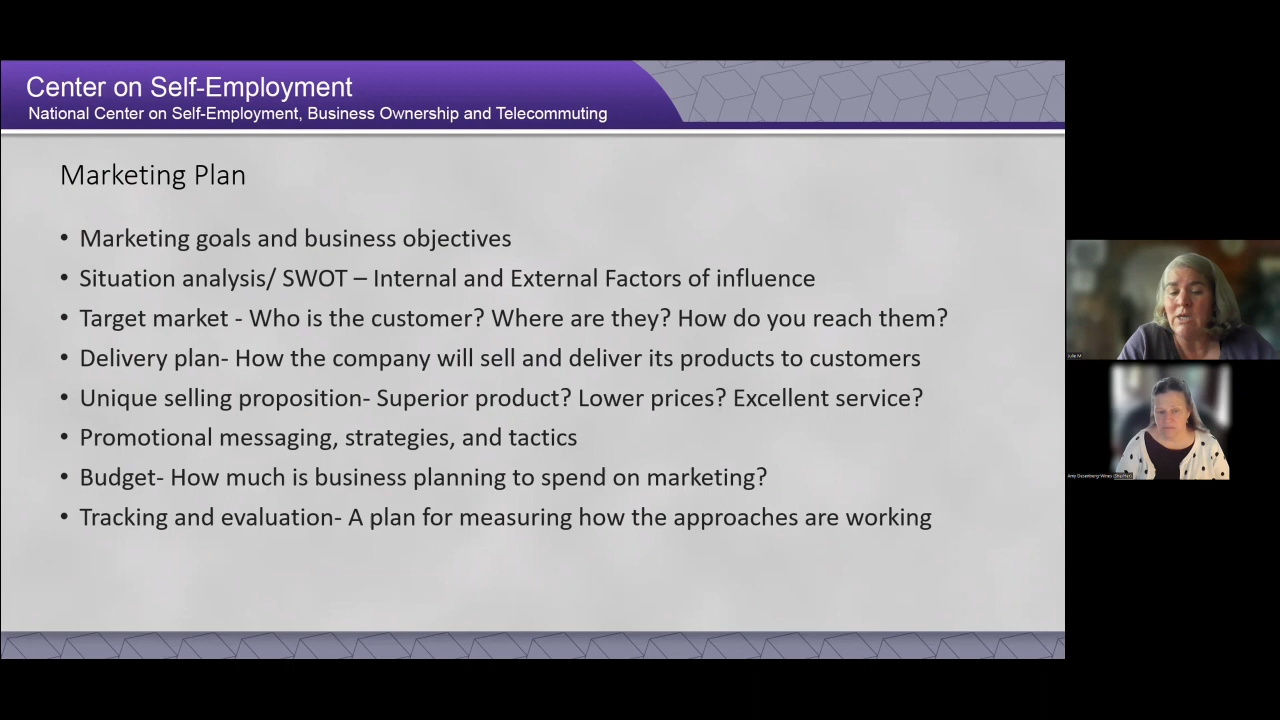 Center on Self-Employment
National Center on Self-Employment, Business Ownership and Telecommuting
Marketing Plan
• Marketing goals and business objectives
• Situation analysis/ SWOT – Internal and External Factors of influence
• Target market - Who is the customer? Where are they? How do you reach them?
• Delivery plan- How the company will sell and deliver its products to customers
• Unique selling proposition- Superior product? Lower prices? Excellent service?
• Promotional messaging, strategies, and tactics
• Budget- How much is business planning to spend on marketing?
• Tracking and evaluation- A plan for measuring how the approaches are working
Julie M
Amy